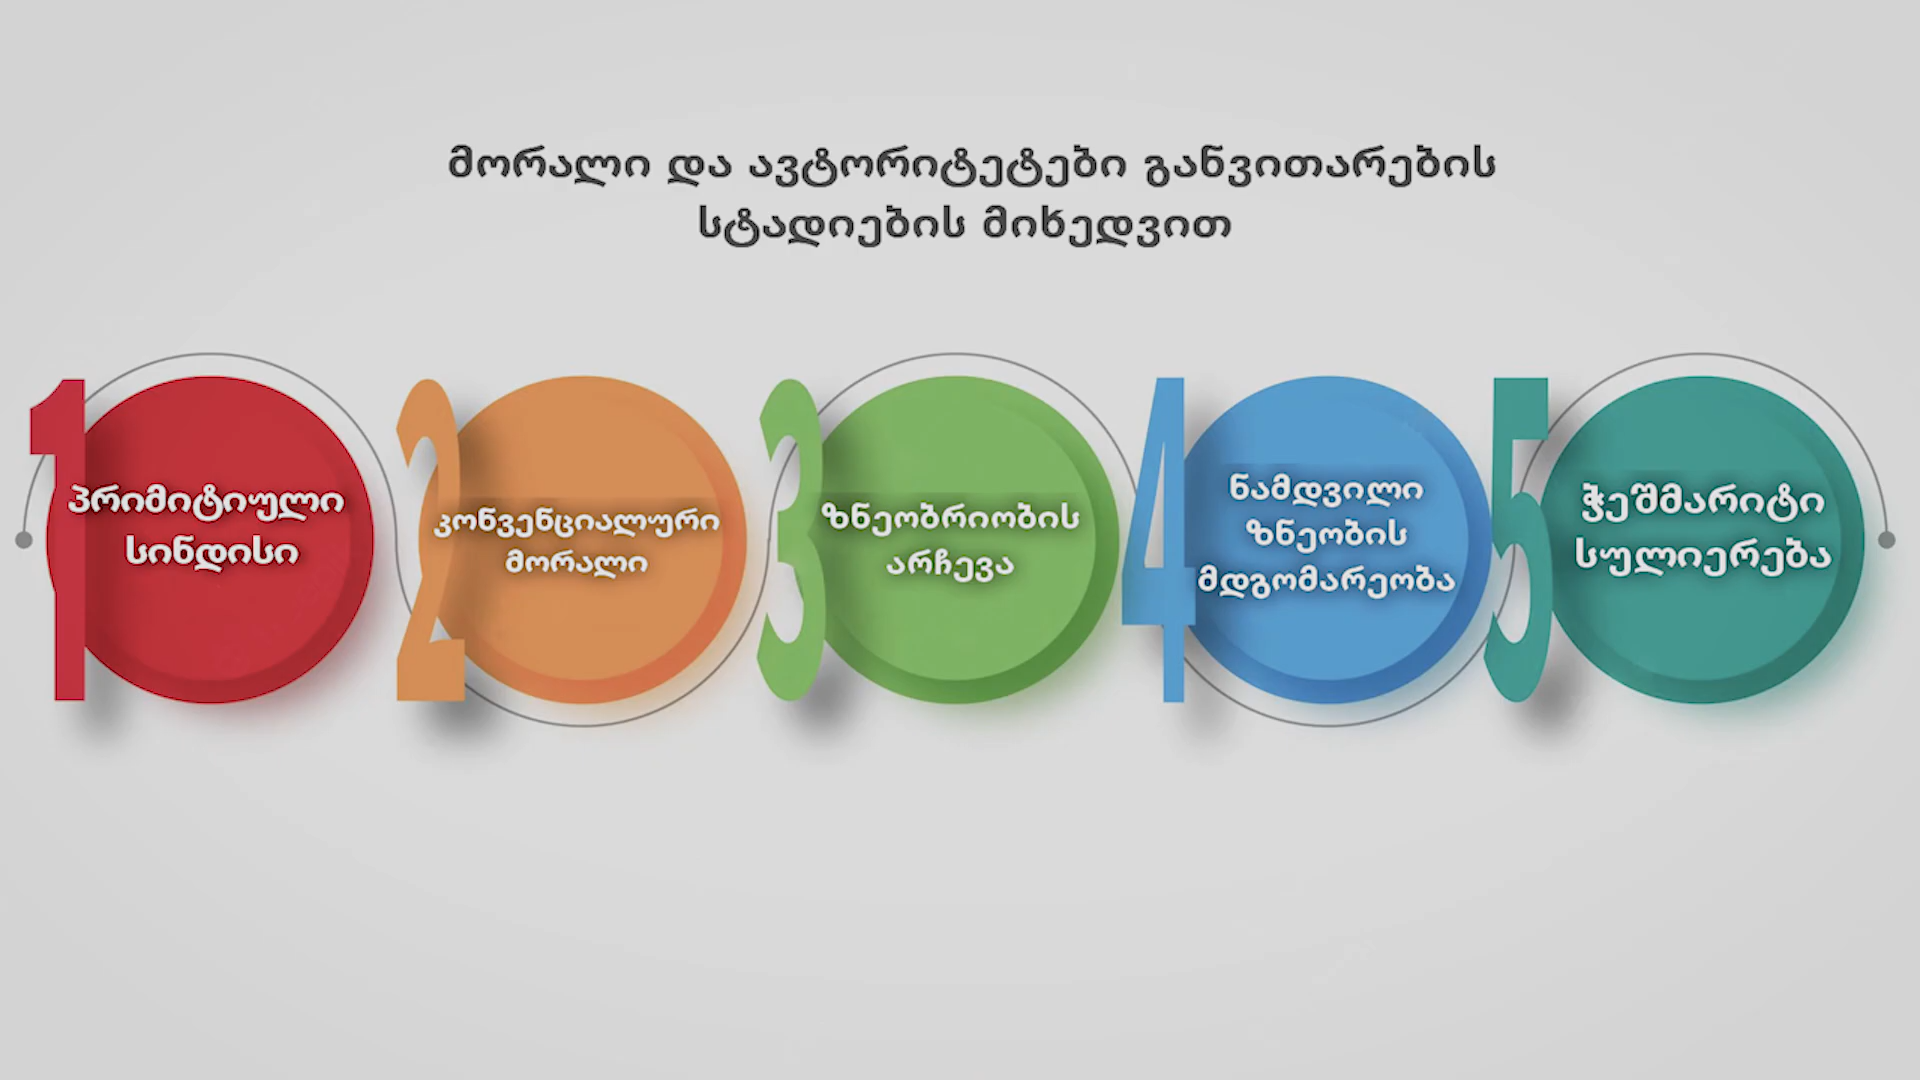 მორალი და ავტორიტეტები განვითარების
სტადიების მიხედვით
1
პრიმიტიული
სინდისი
2
კონვენციალური
მორალი
3
ზნეობრიობის
არჩევა
4
ნამდვილი
ზნეობის
მდგომარეობა
5
ჭეშმარიტი
სულიერება